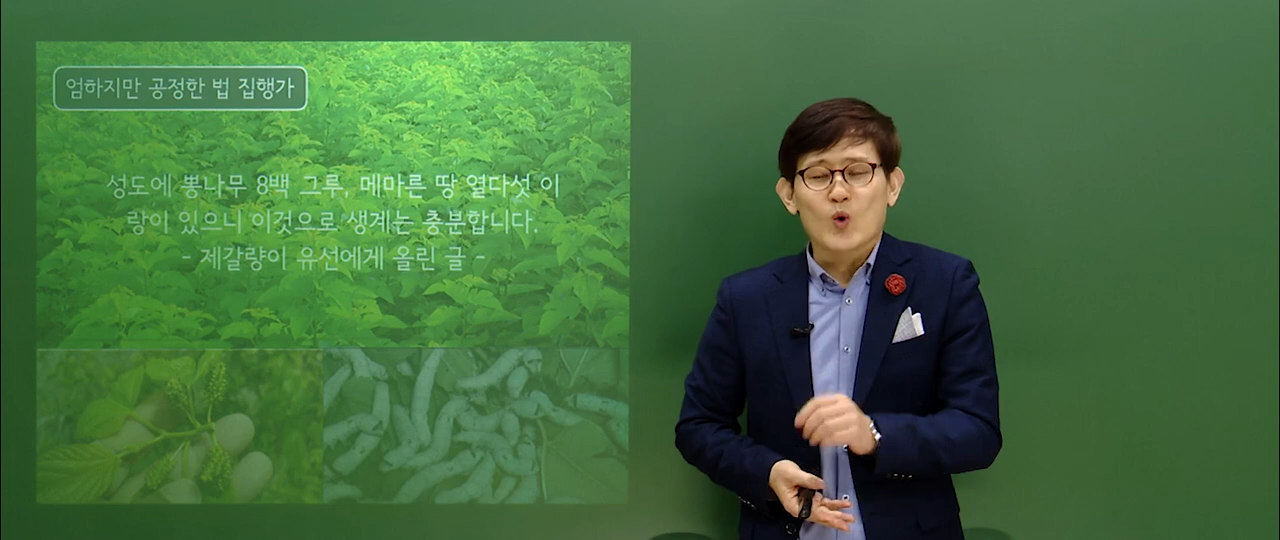 엄하지만 공정한 법 집행가
성도에 뽕나무 8백 그루, 메마른 땅 열다섯 이
랑이 있으니 이것으로 생계는 충분합니다.
- 제갈량이 유선에게 올린 글 -